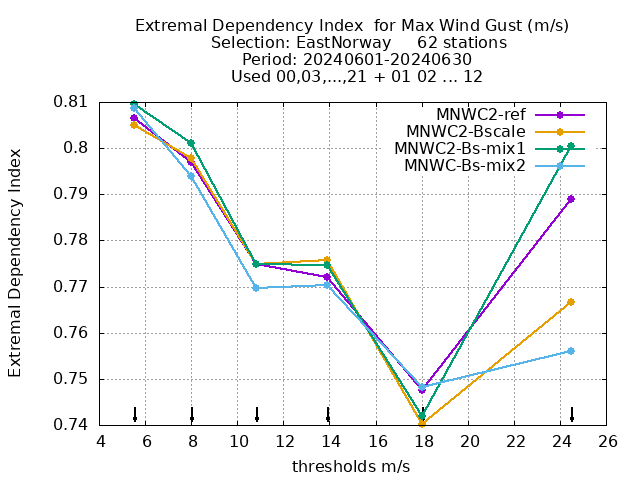 Extremal Dependency Index  for Max Wind Gust (m/s)
Selection: EastNorway     62 stations
Period: 20240601-20240630
Used 00,03,...,21 + 01 02 ... 12
MNWC2-ref
MNWC2-Bscale
MNWC2-Bs-mix1
MNWC-Bs-mix2
Extremal Dependency Index
0.81
0.8
0.79
0.78
0.77
0.76
0.75
0.74
4 6 8 10 12 14 16 18 20 22 24 26
thresholds m/s